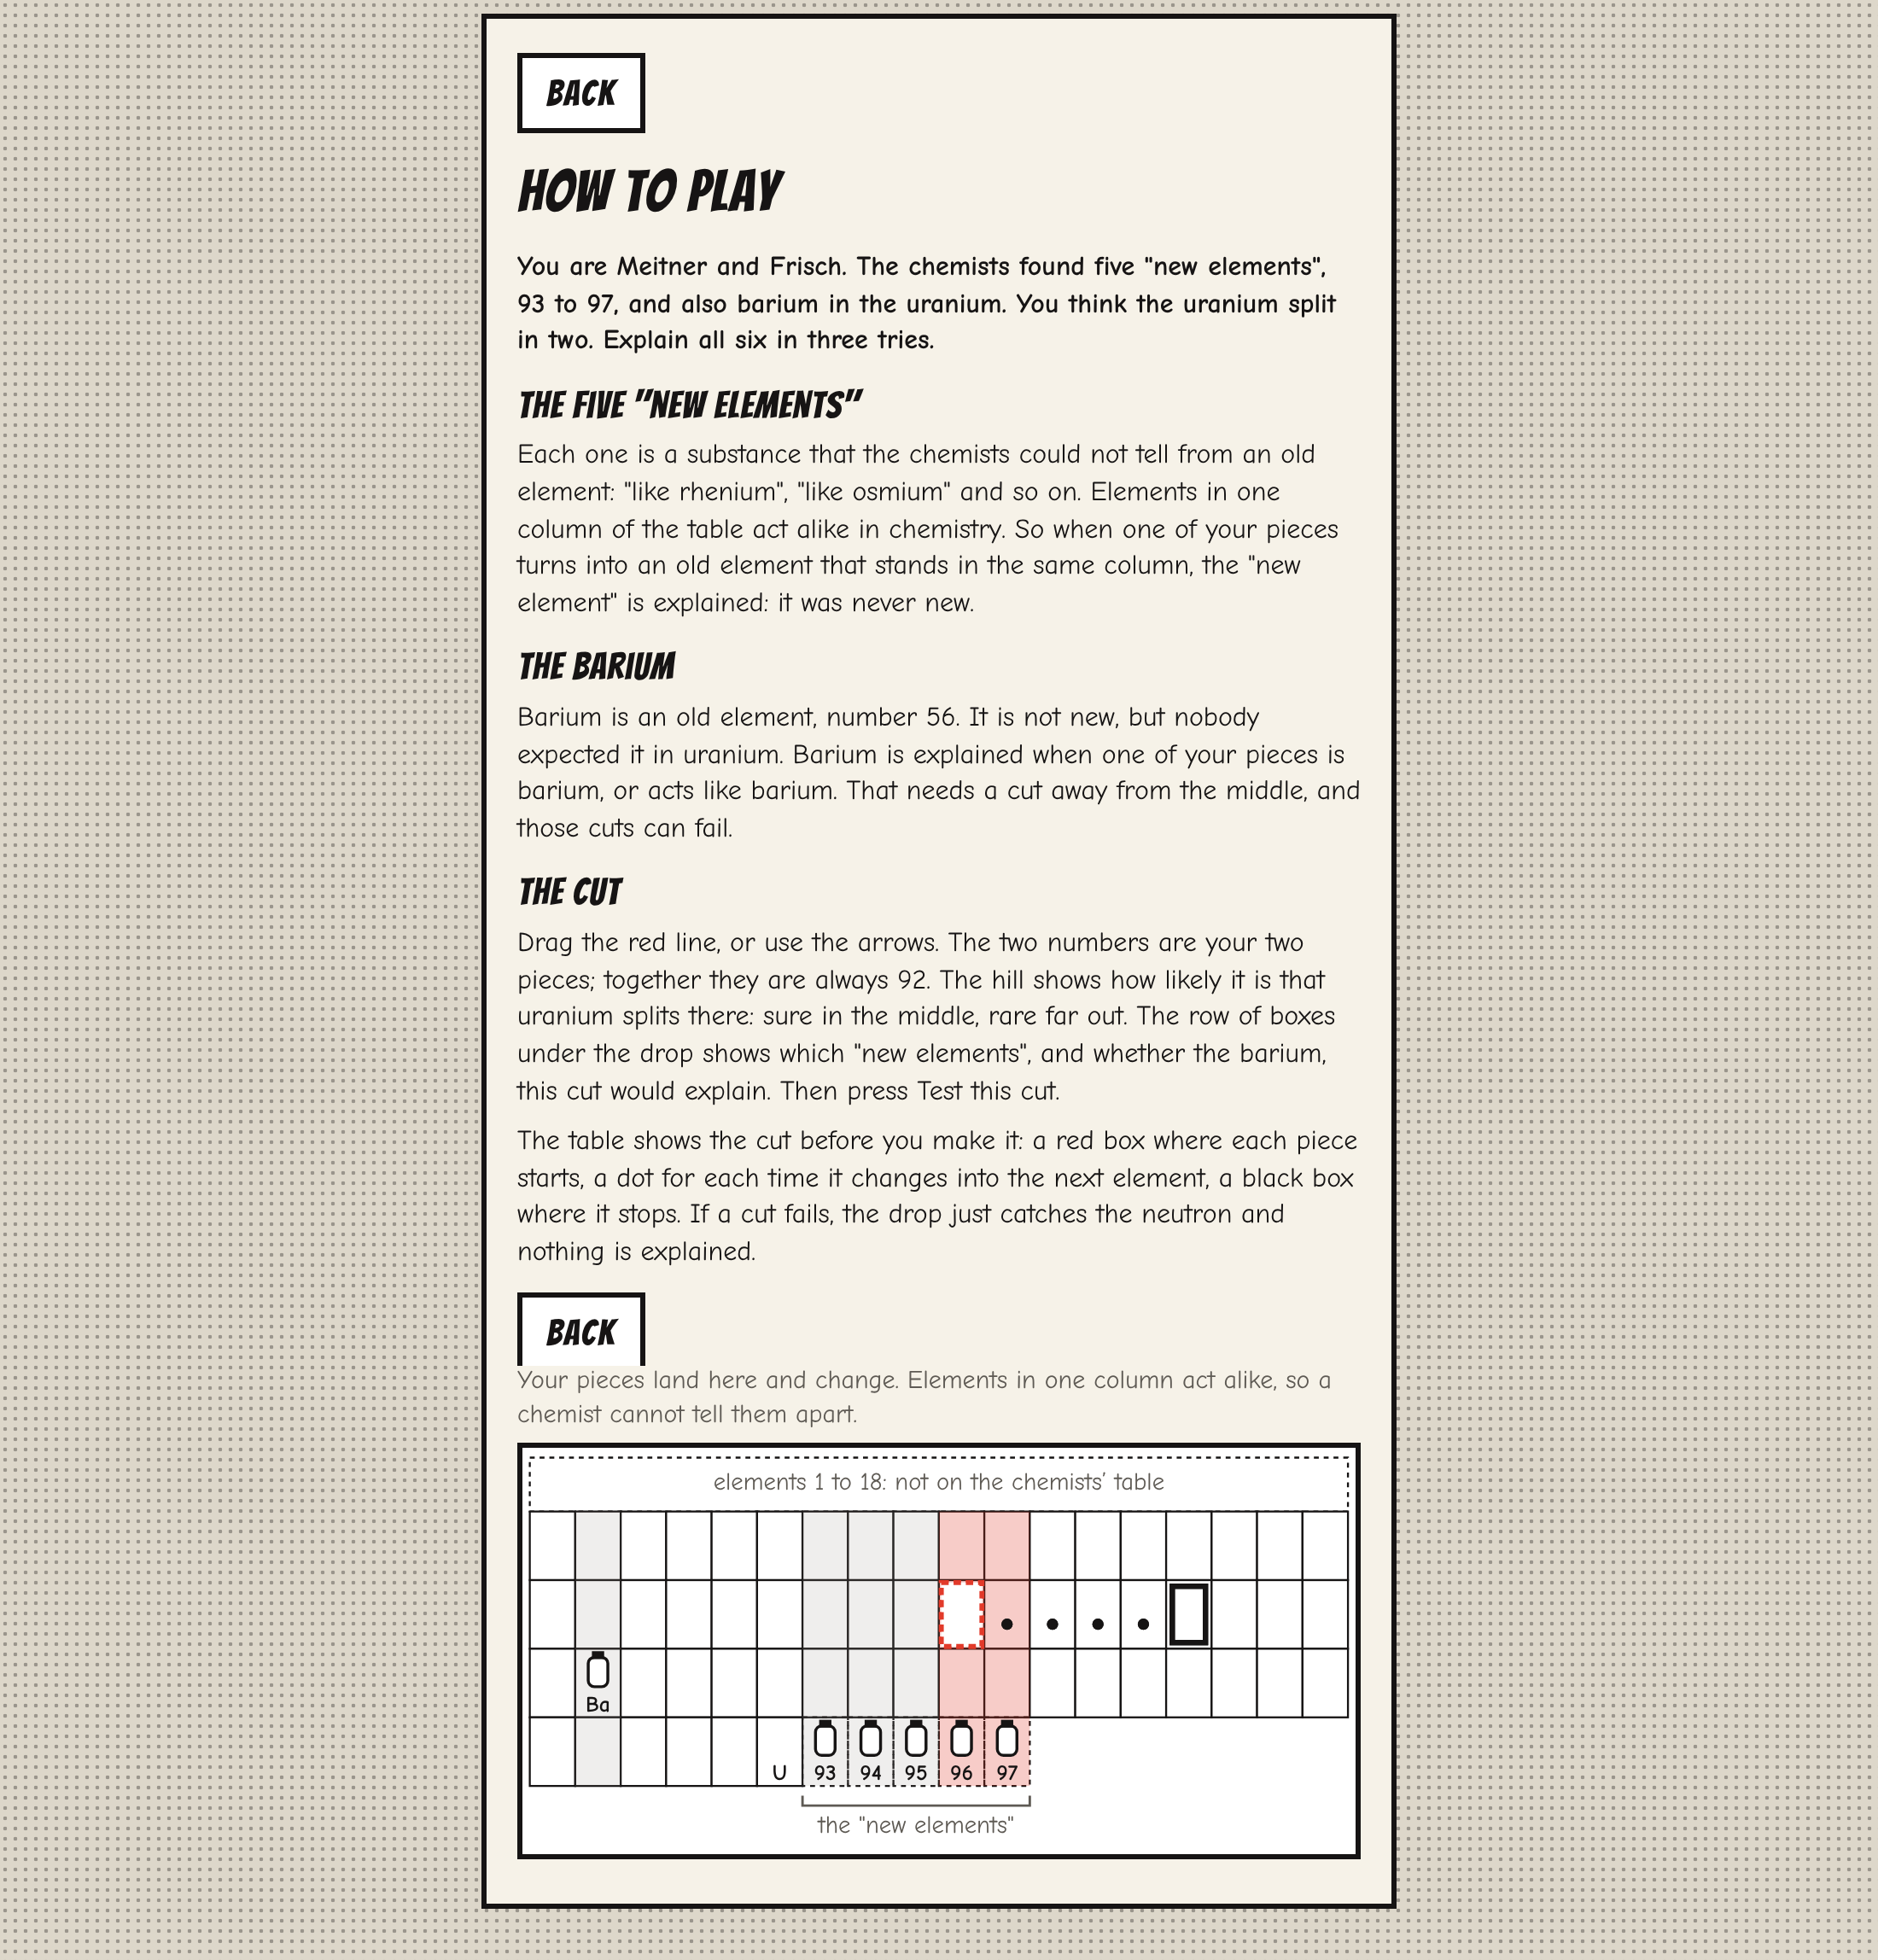 BACK
HOW TO PLAY
You are Meitner and Frisch. The chemists found five "new elements",
93 to 97, and also barium in the uranium. You think the uranium split
in two. Explain all six in three tries.
THE FIVE "NEW ELEMENTS"
Each one is a substance that the chemists could not tell from an old
element: "like rhenium", "like osmium" and so on. Elements in one
column of the table act alike in chemistry. So when one of your pieces
turns into an old element that stands in the same column, the "new
element" is explained: it was never new.
THE BARIUM
Barium is an old element, number 56. It is not new, but nobody
expected it in uranium. Barium is explained when one of your pieces is
barium, or acts like barium. That needs a cut away from the middle, and
those cuts can fail.
THE CUT
Drag the red line, or use the arrows. The two numbers are your two
pieces; together they are always 92. The hill shows how likely it is that
uranium splits there: sure in the middle, rare far out. The row of boxes
under the drop shows which "new elements", and whether the barium,
this cut would explain. Then press Test this cut.
The table shows the cut before you make it: a red box where each piece
starts, a dot for each time it changes into the next element, a black box
where it stops. If a cut fails, the drop just catches the neutron and
nothing is explained.
BACK
Your pieces land here and change. Elements in one column act alike, so a
chemist cannot tell them apart.
elements 1 to 18: not on the chemists' table
Ba
U 93 94 95 96 97
the "new elements"